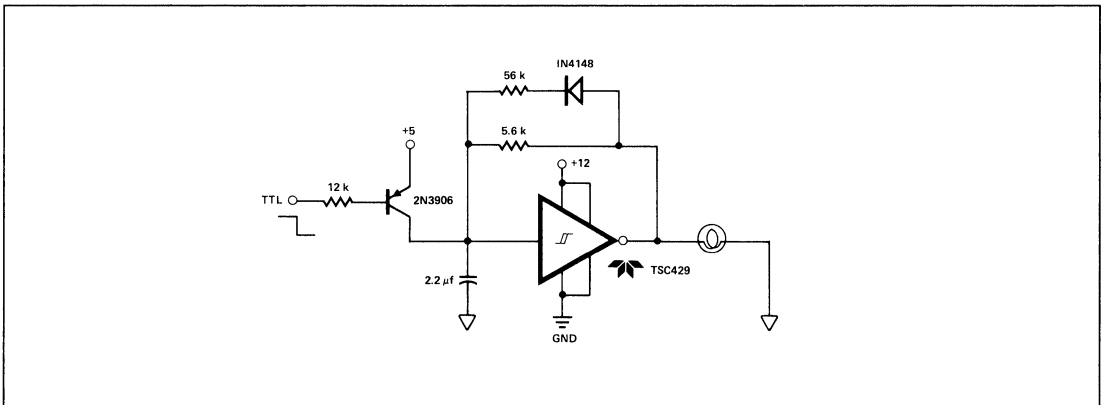 IN4148
56 k
5.6 k
+5
+12
TTL
12 k
2N3906
TSC429
2.2 μf
GND